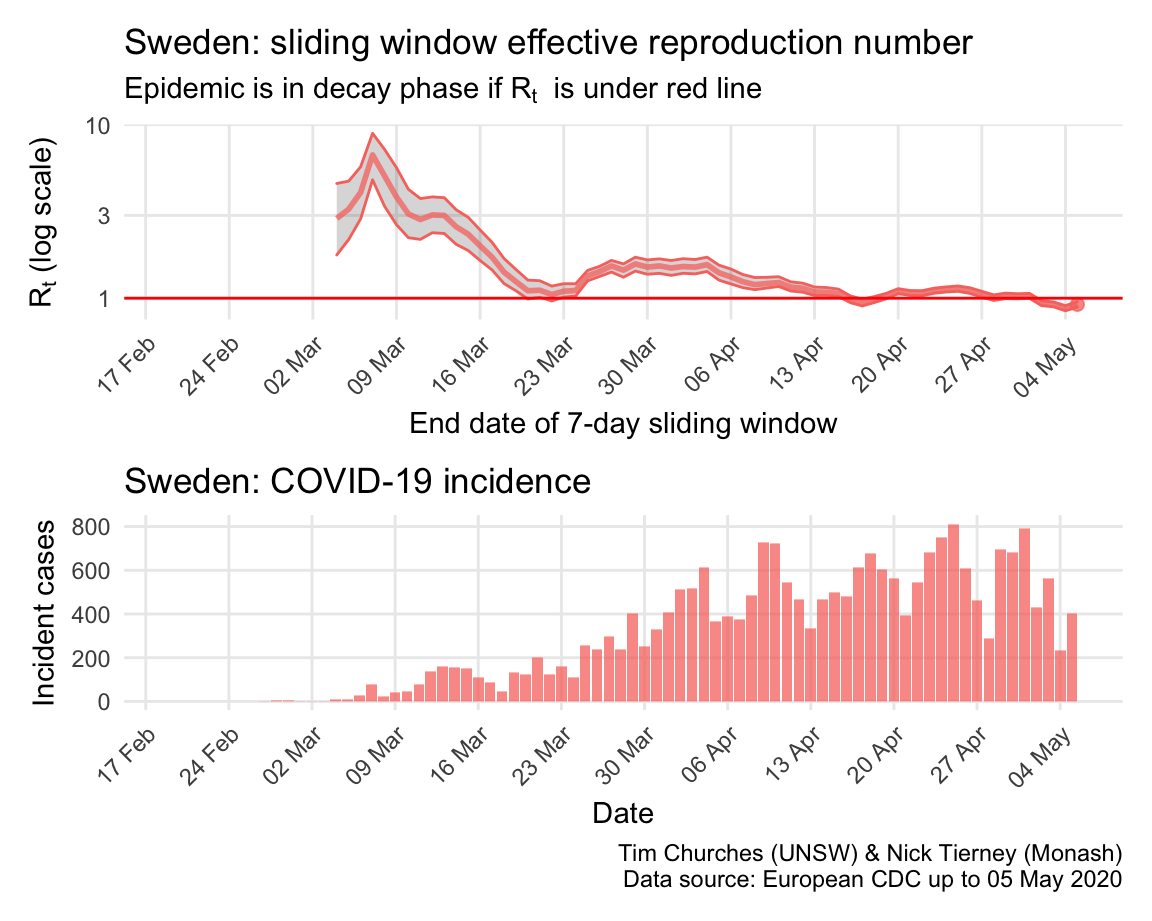 Sweden: sliding window effective reproduction number
Epidemic is in decay phase if Rt is under red line
Rt (log scale)
10
3
1
17 Feb
24 Feb
02 Mar
09 Mar
16 Mar
23 Mar
30 Mar
06 Apr
13 Apr
20 Apr
27 Apr
04 May
End date of 7-day sliding window
Sweden: COVID-19 incidence
Incident cases
800
600
400
200
0
17 Feb
24 Feb
02 Mar
09 Mar
16 Mar
23 Mar
30 Mar
06 Apr
13 Apr
20 Apr
27 Apr
04 May
Date
Tim Churches (UNSW) & Nick Tierney (Monash)
Data source: European CDC up to 05 May 2020